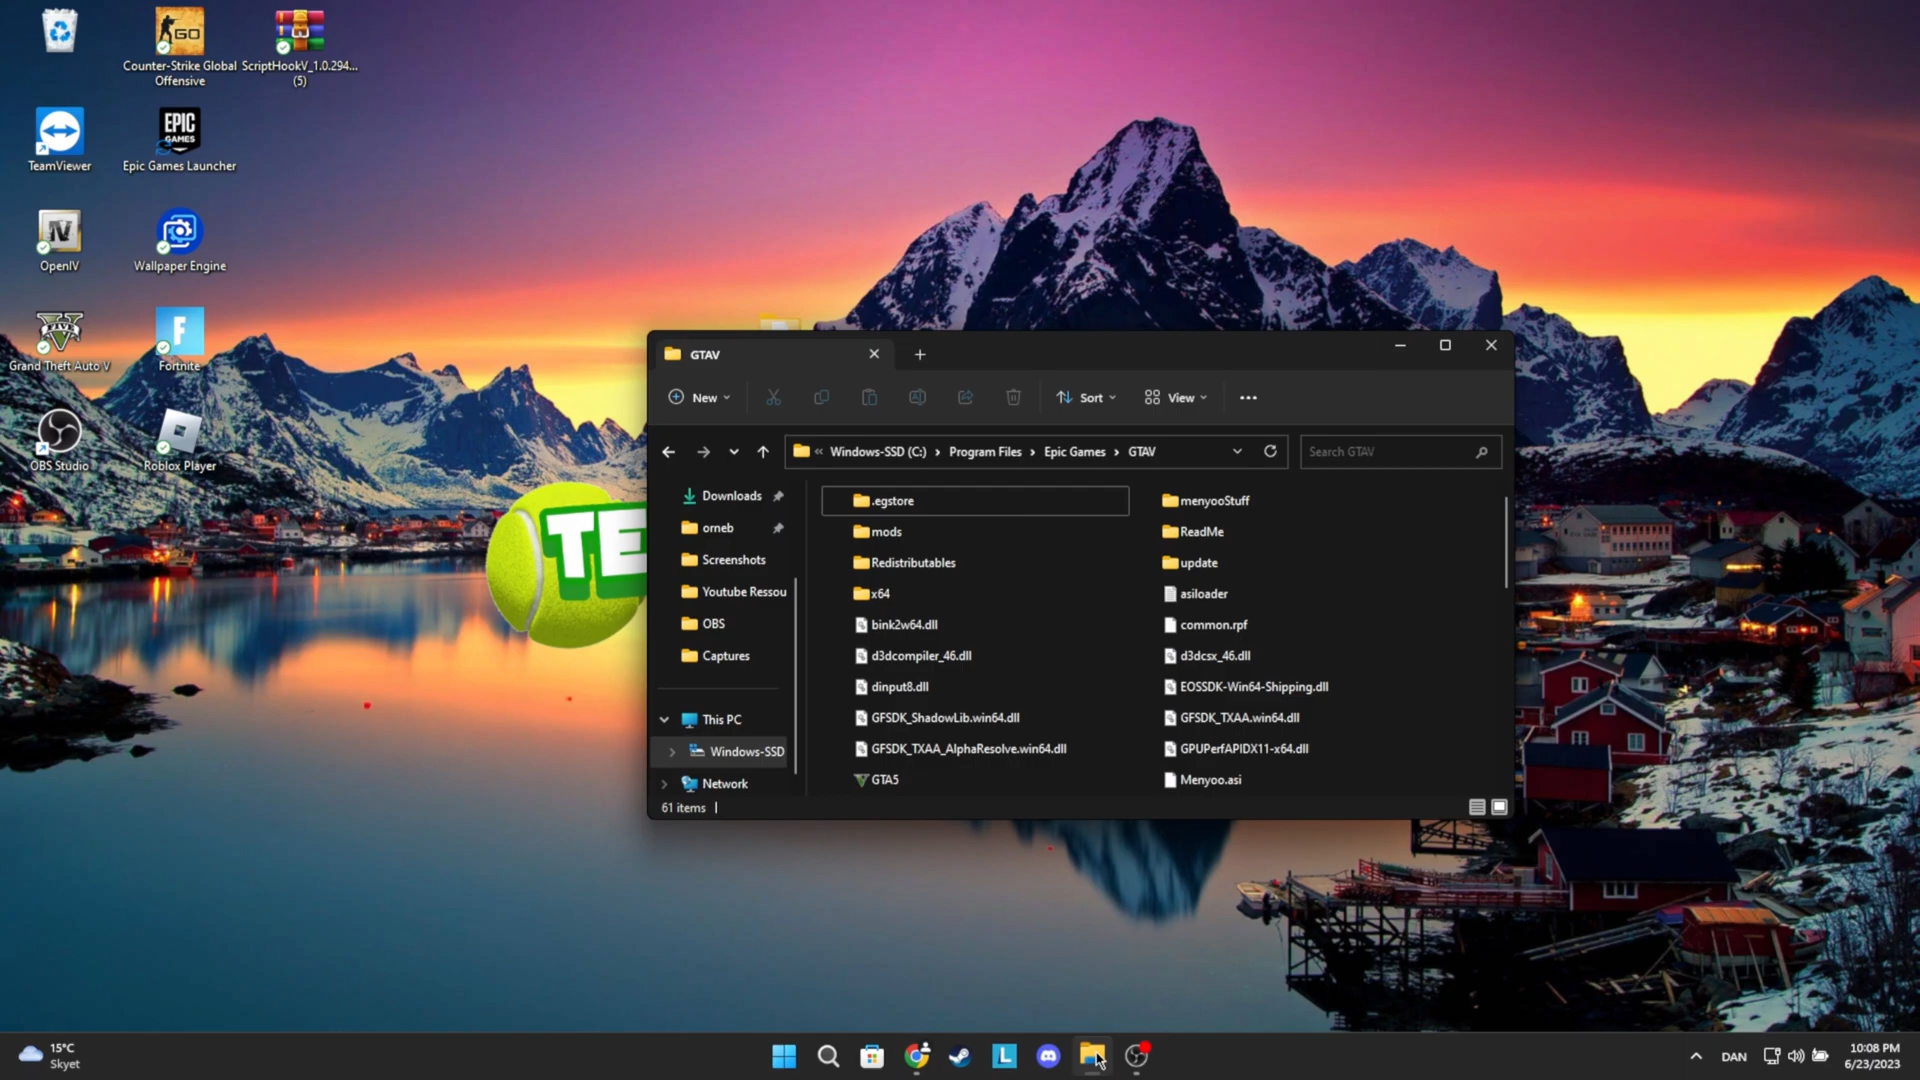 GO
Counter-Strike Global
Offensive
ScriptHookV_1.0.294...
(5)
TeamViewer
EPIC
GAMES
Epic Games Launcher
IV
OpenIV
Wallpaper Engine
FIVE
V
Grand Theft Auto V
F
Fortnite
OBS Studio
Roblox Player
TE
GTAV
New
Sort
View
« Windows-SSD (C:) › Program Files › Epic Games › GTAV
Search GTAV
Downloads
orneb
Screenshots
Youtube Ressou
OBS
Captures
This PC
Windows-SSD
Network
.egstore
menyooStuff
mods
ReadMe
Redistributables
update
x64
asiloader
bink2w64.dll
common.rpf
d3dcompiler_46.dll
d3dcsx_46.dll
dinput8.dll
EOSSDK-Win64-Shipping.dll
GFSDK_ShadowLib.win64.dll
GFSDK_TXAA.win64.dll
GFSDK_TXAA_AlphaResolve.win64.dll
GPUPerfAPIDX11-x64.dll
GTA5
Menyoo.asi
61 items
15°C
Skyet
L
DAN
10:08 PM
6/23/2023